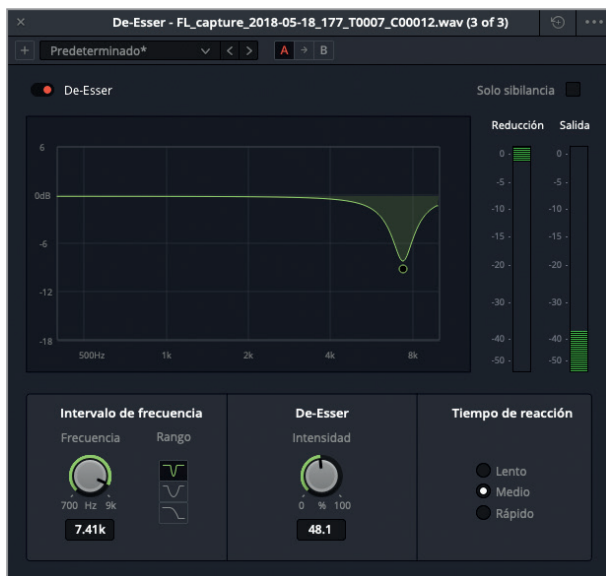 De-Esser - FL_capture_2018-05-18_177_T0007_C00012.wav (3 of 3)
Predeterminado*
A
B
De-Esser
Solo sibilancia
Reducción
Salida
6
0dB
-6
-12
-18
500Hz
1k
2k
4k
8k
0 -
-5 -
-10 -
-15 -
-20 -
-30 -
-40 -
-50 -
0 -
-5 -
-10 -
-15 -
-20 -
-30 -
-40 -
-50 -
Intervalo de frecuencia
Frecuencia
Rango
700 Hz 9k
7.41k
De-Esser
Intensidad
0 % 100
48.1
Tiempo de reacción
Lento
Medio
Rápido